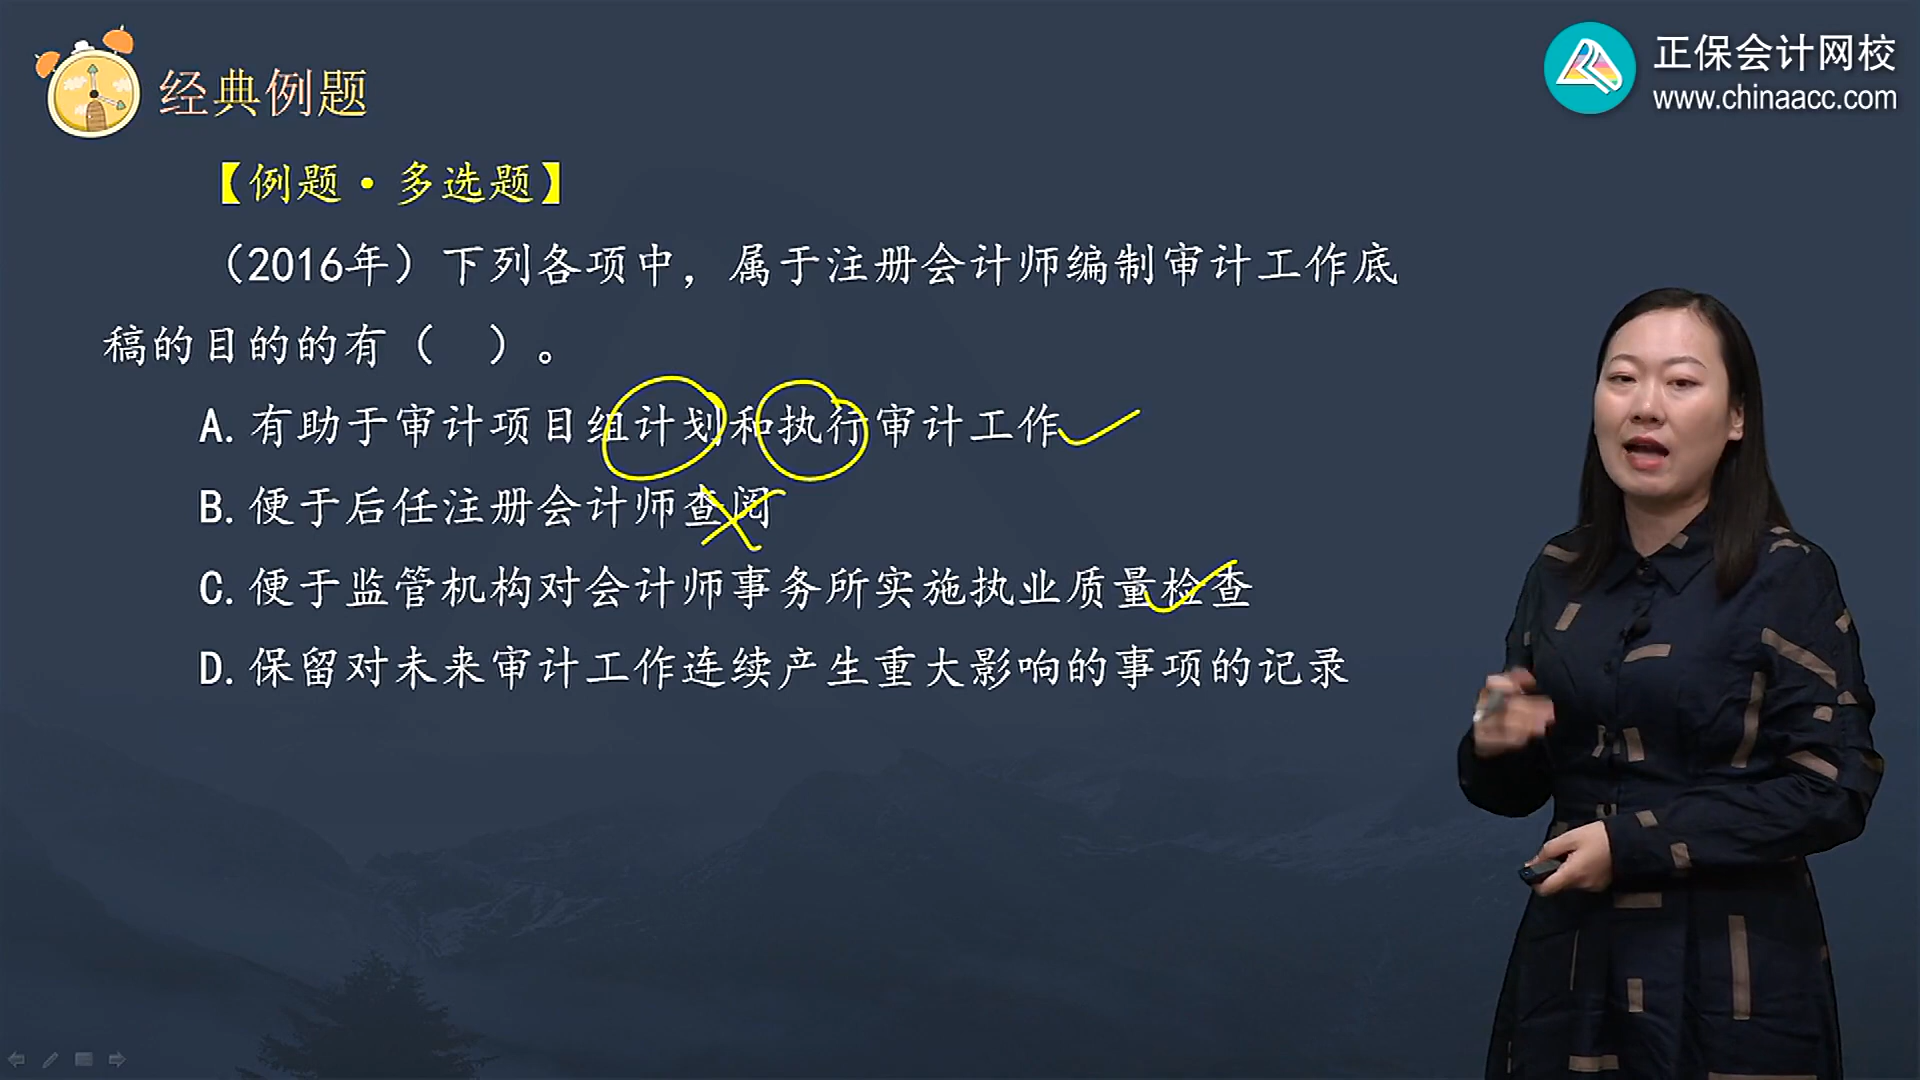 正保会计网校
www.chinaacc.com
经典例题
【例题·多选题】
（2016年）下列各项中，属于注册会计师编制审计工作底
稿的目的的有（　）。
A.有助于审计项目组计划和执行审计工作
B.便于后任注册会计师查阅
C.便于监管机构对会计师事务所实施执业质量检查
D.保留对未来审计工作连续产生重大影响的事项的记录